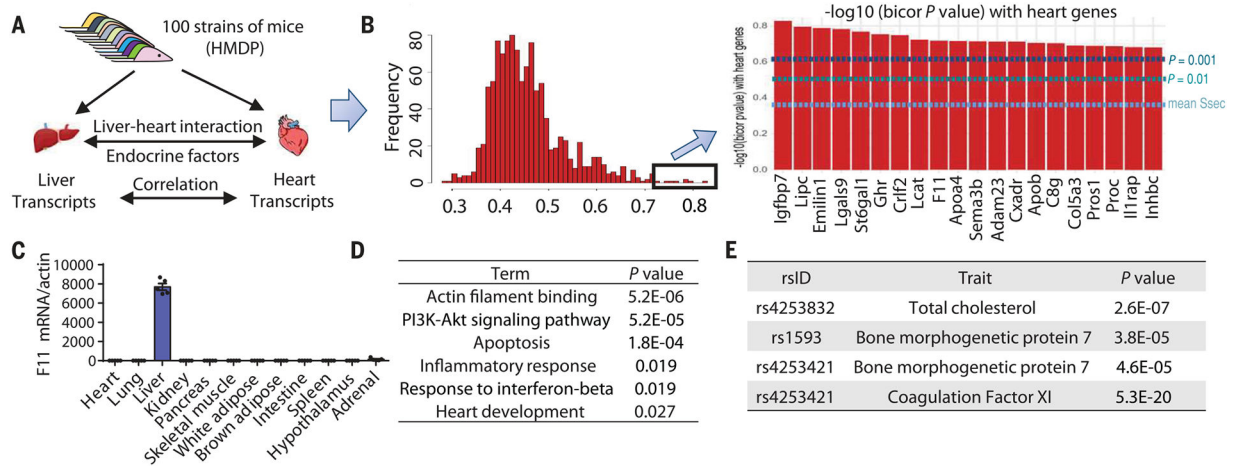 A
100 strains of mice
(HMDP)
Liver-heart interaction
Endocrine factors
Liver
Transcripts
Correlation
Heart
Transcripts
B
Frequency
80
60
40
20
0
0.3 0.4 0.5 0.6 0.7 0.8
-log10 (bicor P value) with heart genes
-log10(bicor pvalue) with heart genes
0.8
0.6
0.4
0.2
0.0
P = 0.001
P = 0.01
mean Ssec
Igfbp7
Lipc
Emilin1
Lgals9
St6gal1
Ghr
Crlf2
Lcat
F11
Apoa4
Sema3b
Adam23
Cxadr
Apob
C8g
Col5a3
Pros1
Proc
Il1rap
Inhbc
C
F11 mRNA/actin
10000
8000
6000
4000
2000
0
Heart
Lung
Liver
Kidney
Pancreas
Skeletal muscle
White adipose
Brown adipose
Intestine
Spleen
Hypothalamus
Adrenal
D
Term P value
Actin filament binding 5.2E-06
PI3K-Akt signaling pathway 5.2E-05
Apoptosis 1.8E-04
Inflammatory response 0.019
Response to interferon-beta 0.019
Heart development 0.027
E
rsID Trait P value
rs4253832 Total cholesterol 2.6E-07
rs1593 Bone morphogenetic protein 7 3.8E-05
rs4253421 Bone morphogenetic protein 7 4.6E-05
rs4253421 Coagulation Factor XI 5.3E-20